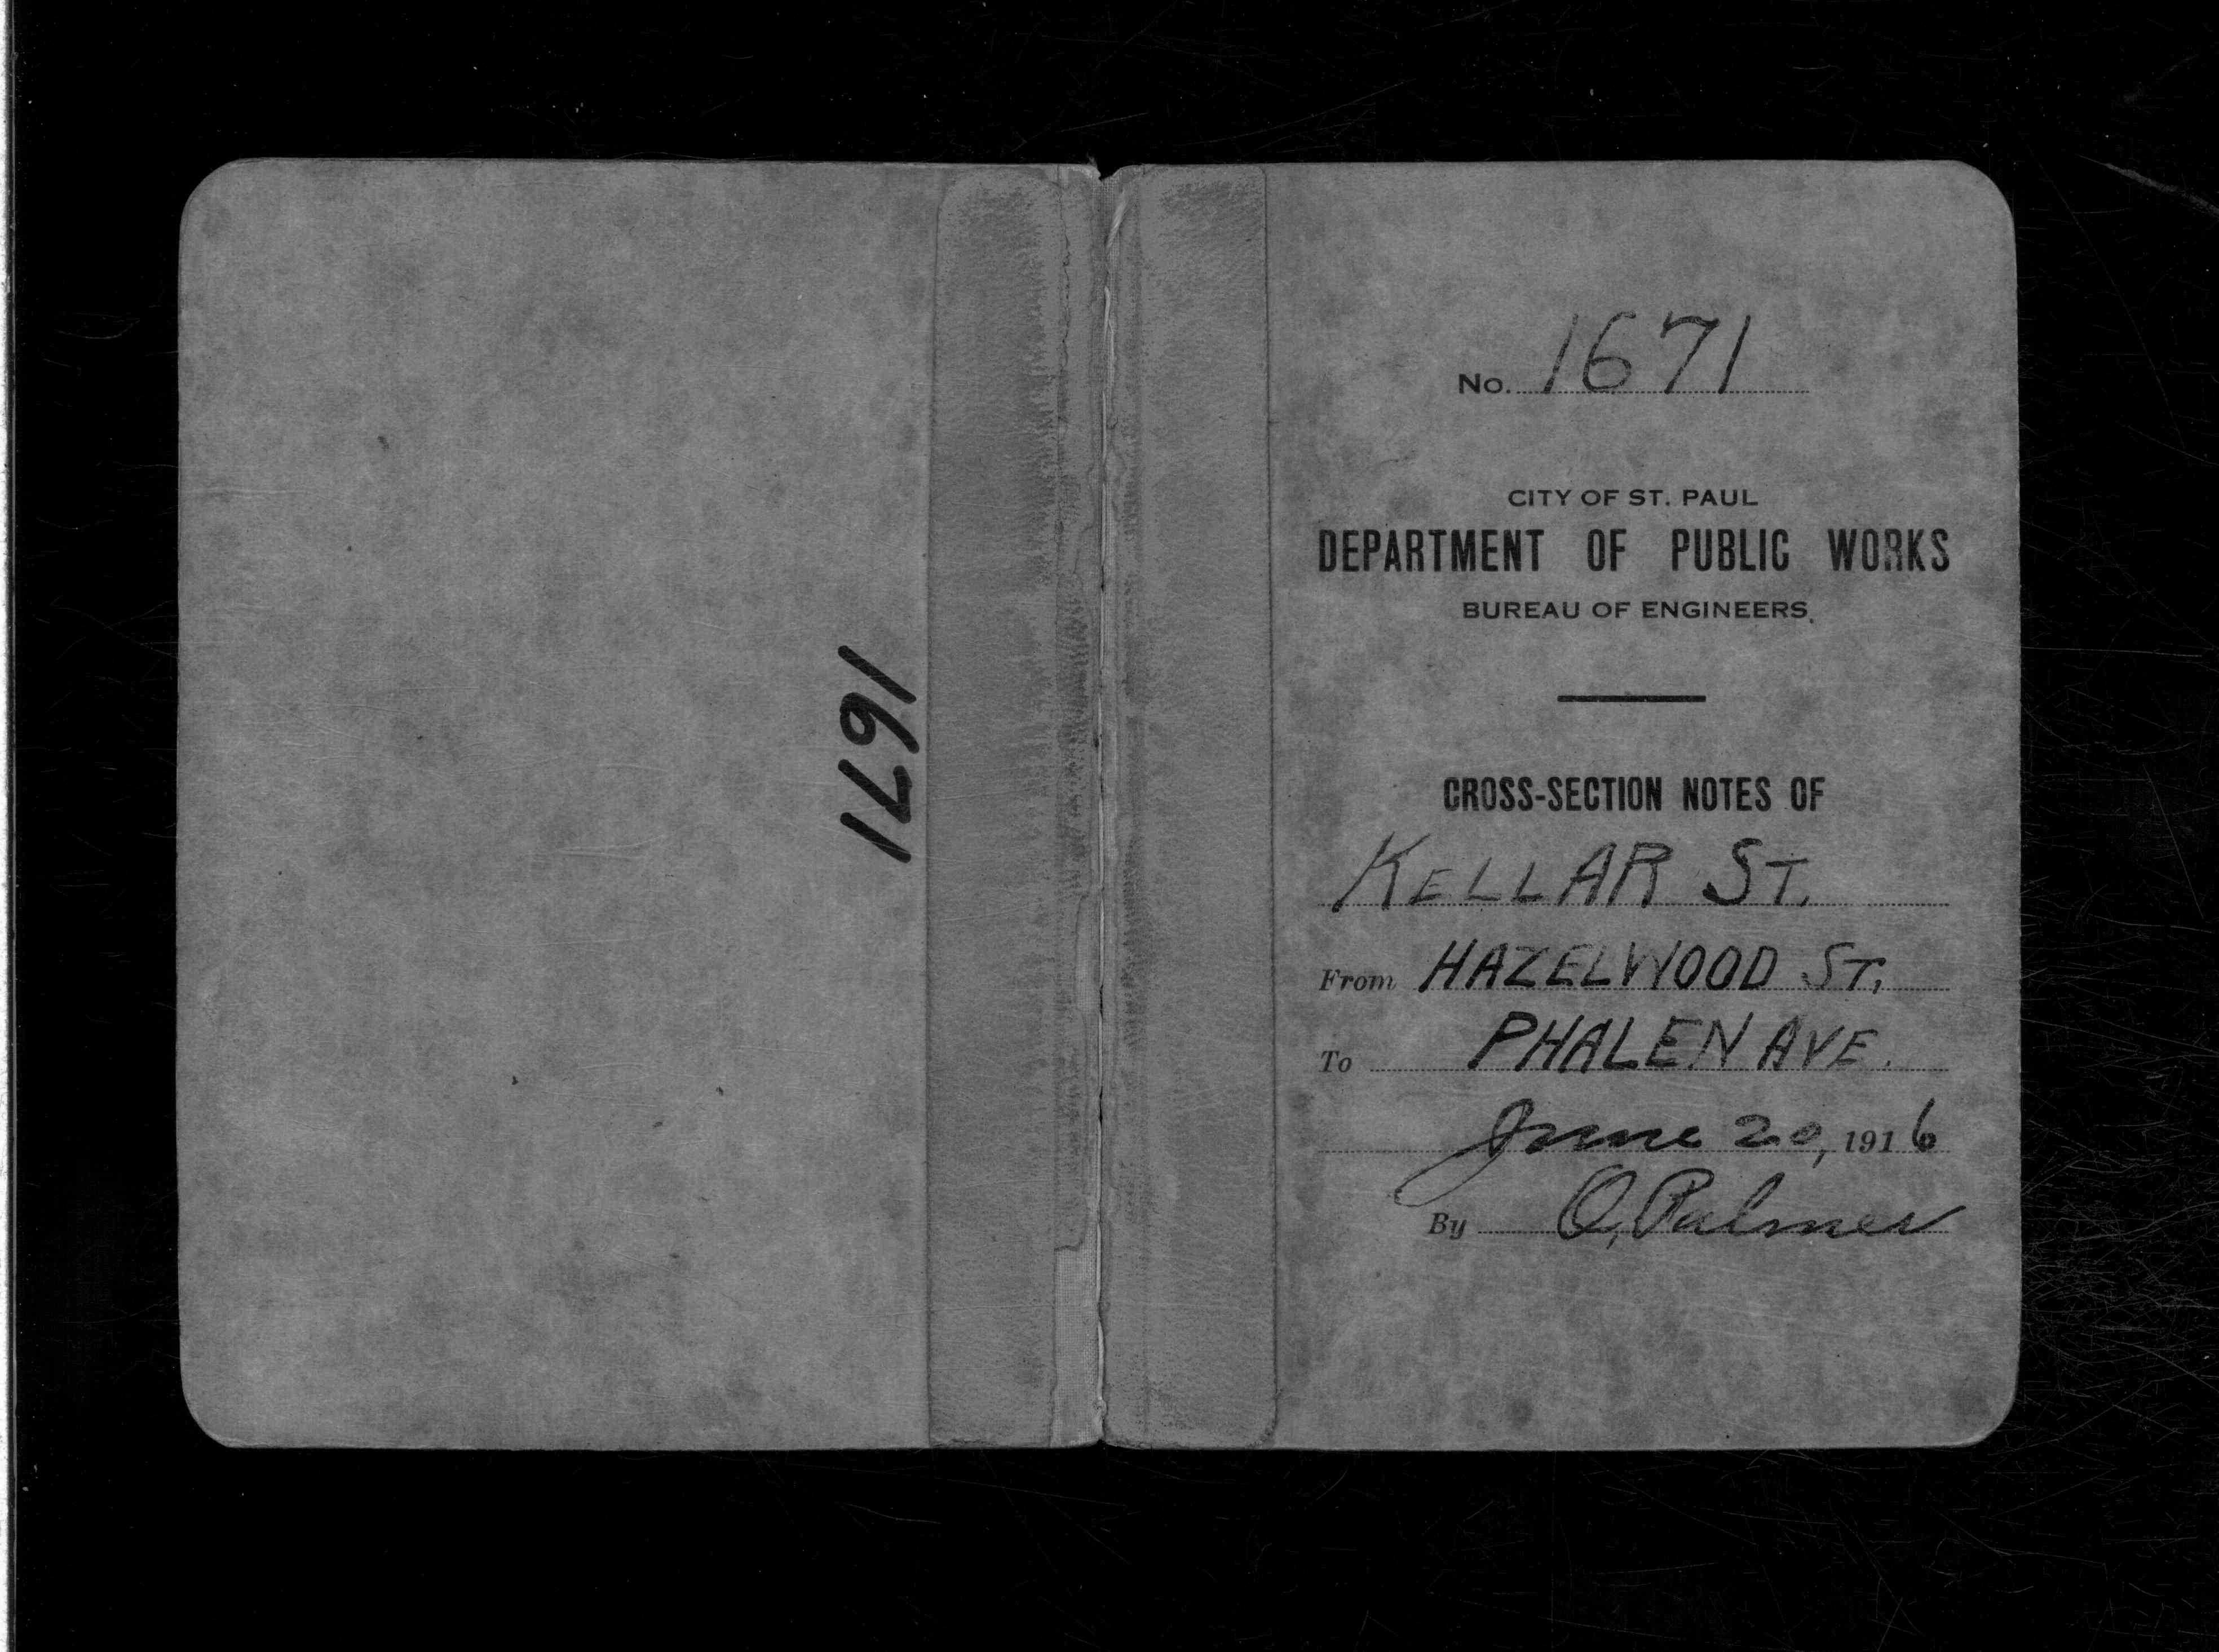 1671
No. 1671
CITY OF ST. PAUL
DEPARTMENT OF PUBLIC WORKS
BUREAU OF ENGINEERS.
CROSS-SECTION NOTES OF
KELLAR ST.
From HAZELWOOD ST.
To PHALEN AVE.
June 20, 1916
By O. Palmer